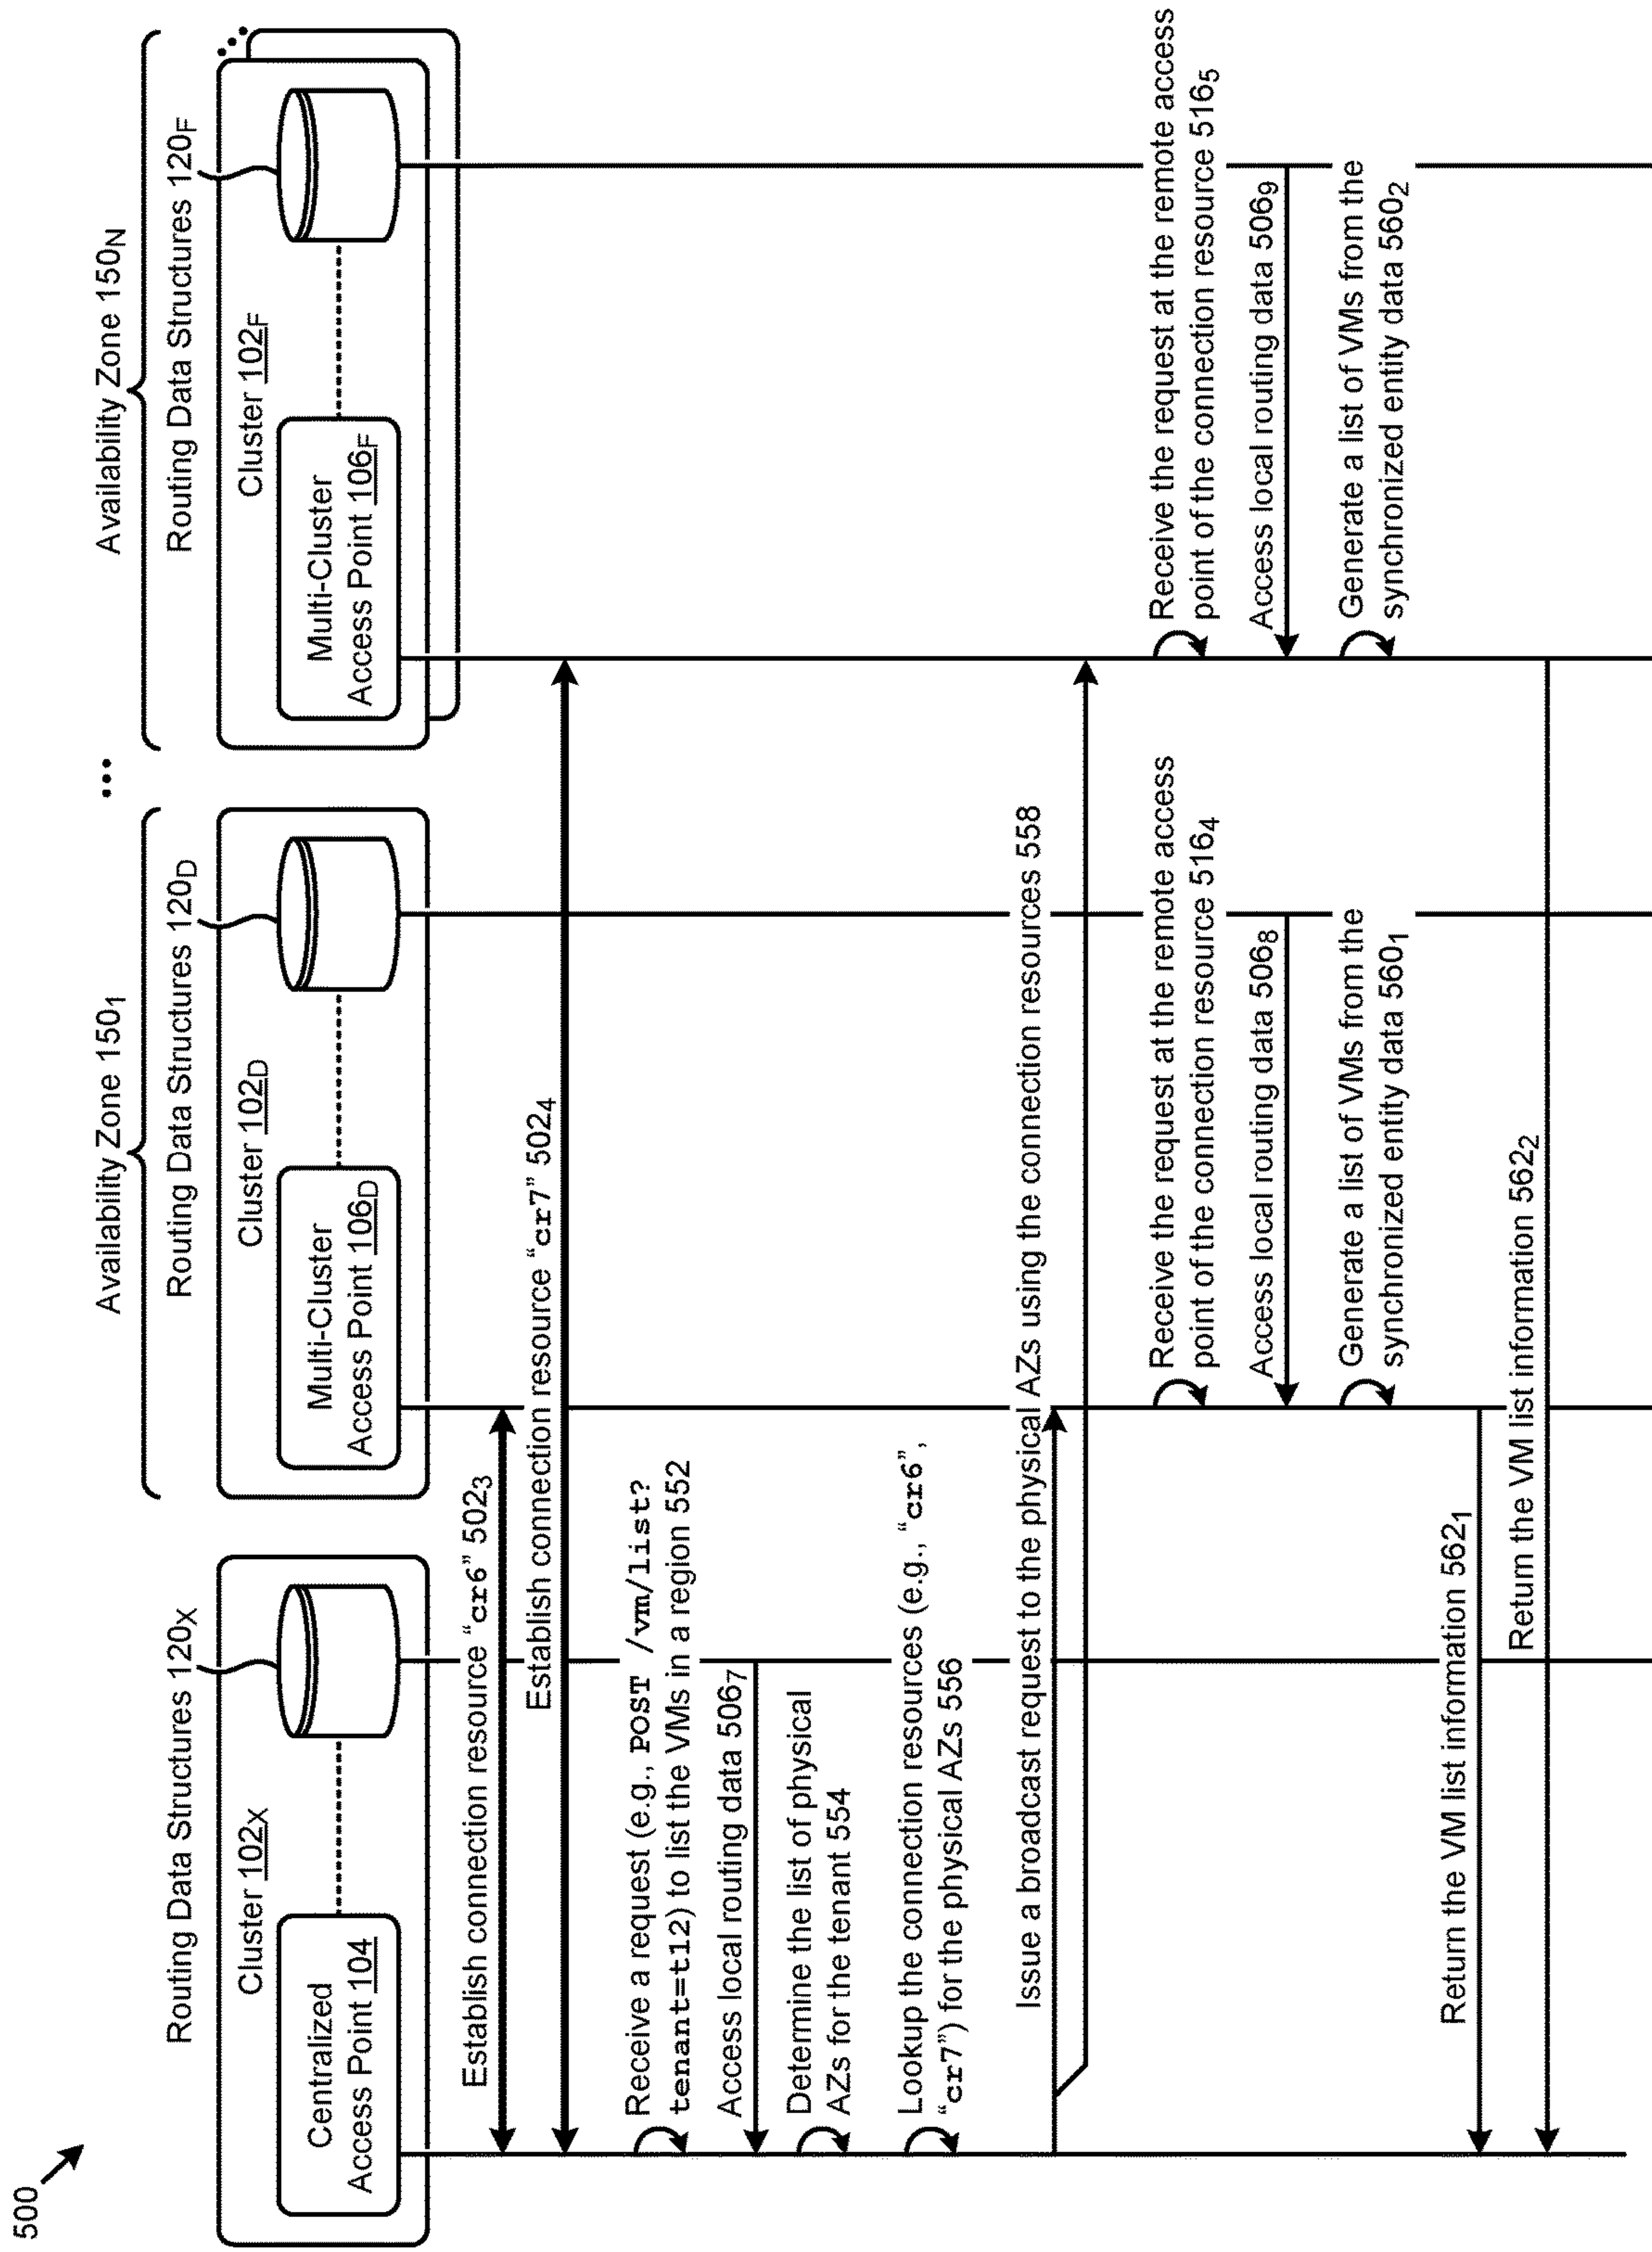 500
Availability Zone 150₁
...
Availability Zone 150N
Routing Data Structures 120X
Routing Data Structures 120D
Routing Data Structures 120F
Cluster 102X
Cluster 102D
Cluster 102F
Centralized
Access Point 104
Multi-Cluster
Access Point 106D
Multi-Cluster
Access Point 106F
Establish connection resource “cr6” 502₃
Establish connection resource “cr7” 502₄
Receive a request (e.g., POST /vm/list?
tenant=t12) to list the VMs in a region 552
Access local routing data 506₇
Determine the list of physical
AZs for the tenant 554
Lookup the connection resources (e.g., “cr6”,
“cr7”) for the physical AZs 556
Issue a broadcast request to the physical AZs using the connection resources 558
Receive the request at the remote access
point of the connection resource 516₄
Receive the request at the remote access
point of the connection resource 516₅
Access local routing data 506₈
Access local routing data 506₉
Generate a list of VMs from the
synchronized entity data 560₁
Generate a list of VMs from the
synchronized entity data 560₂
Return the VM list information 562₁
Return the VM list information 562₂